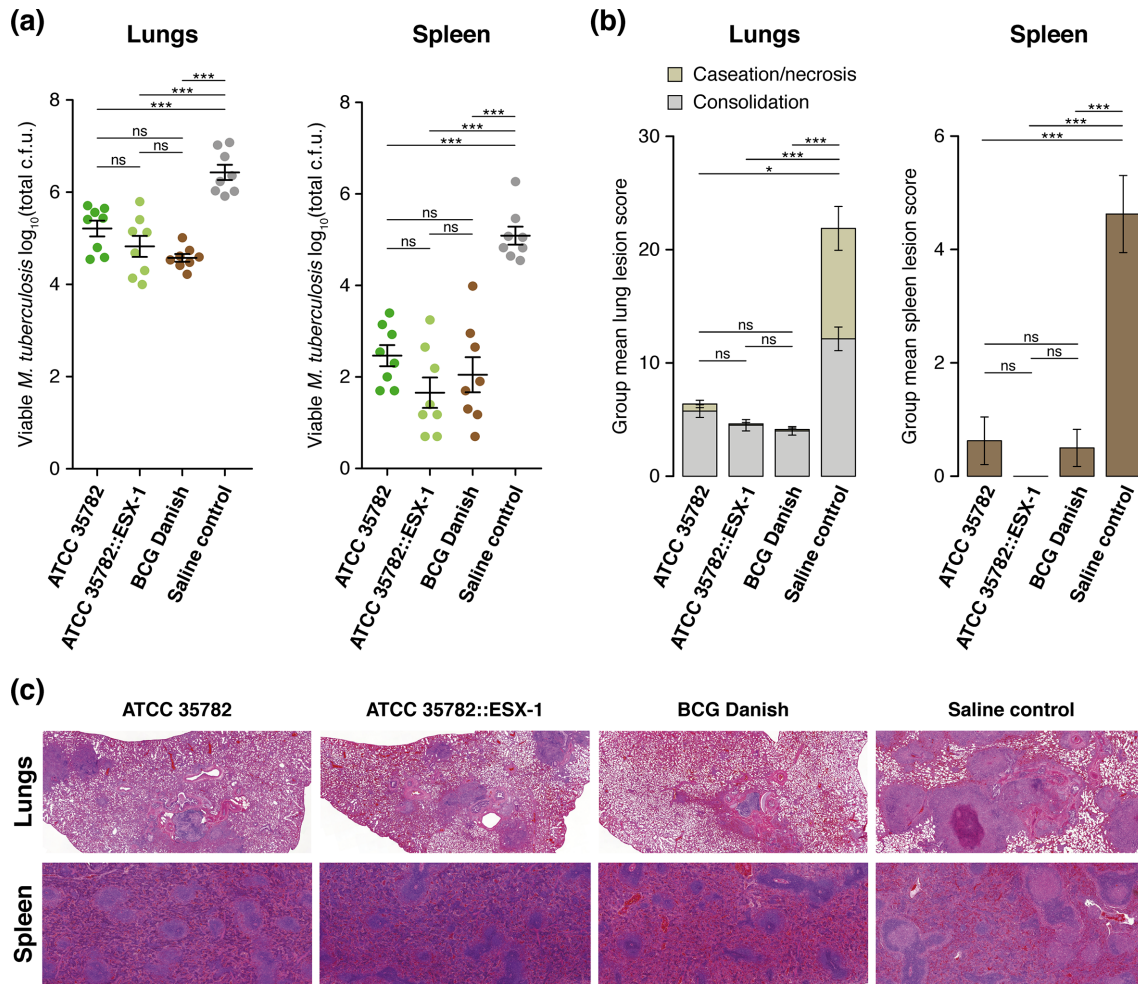 (a)
Lungs
Viable M. tuberculosis log10(total c.f.u.)
8
6
4
2
0
***
***
***
ns
ns
ns
ATCC 35782
ATCC 35782::ESX-1
BCG Danish
Saline control
Spleen
Viable M. tuberculosis log10(total c.f.u.)
8
6
4
2
0
***
***
***
ns
ns
ns
ATCC 35782
ATCC 35782::ESX-1
BCG Danish
Saline control
(b)
Lungs
Caseation/necrosis
Consolidation
Group mean lung lesion score
30
20
10
0
***
***
*
ns
ns
ns
ATCC 35782
ATCC 35782::ESX-1
BCG Danish
Saline control
Spleen
Group mean spleen lesion score
6
4
2
0
***
***
***
ns
ns
ns
ATCC 35782
ATCC 35782::ESX-1
BCG Danish
Saline control
(c)
ATCC 35782
ATCC 35782::ESX-1
BCG Danish
Saline control
Lungs
Spleen